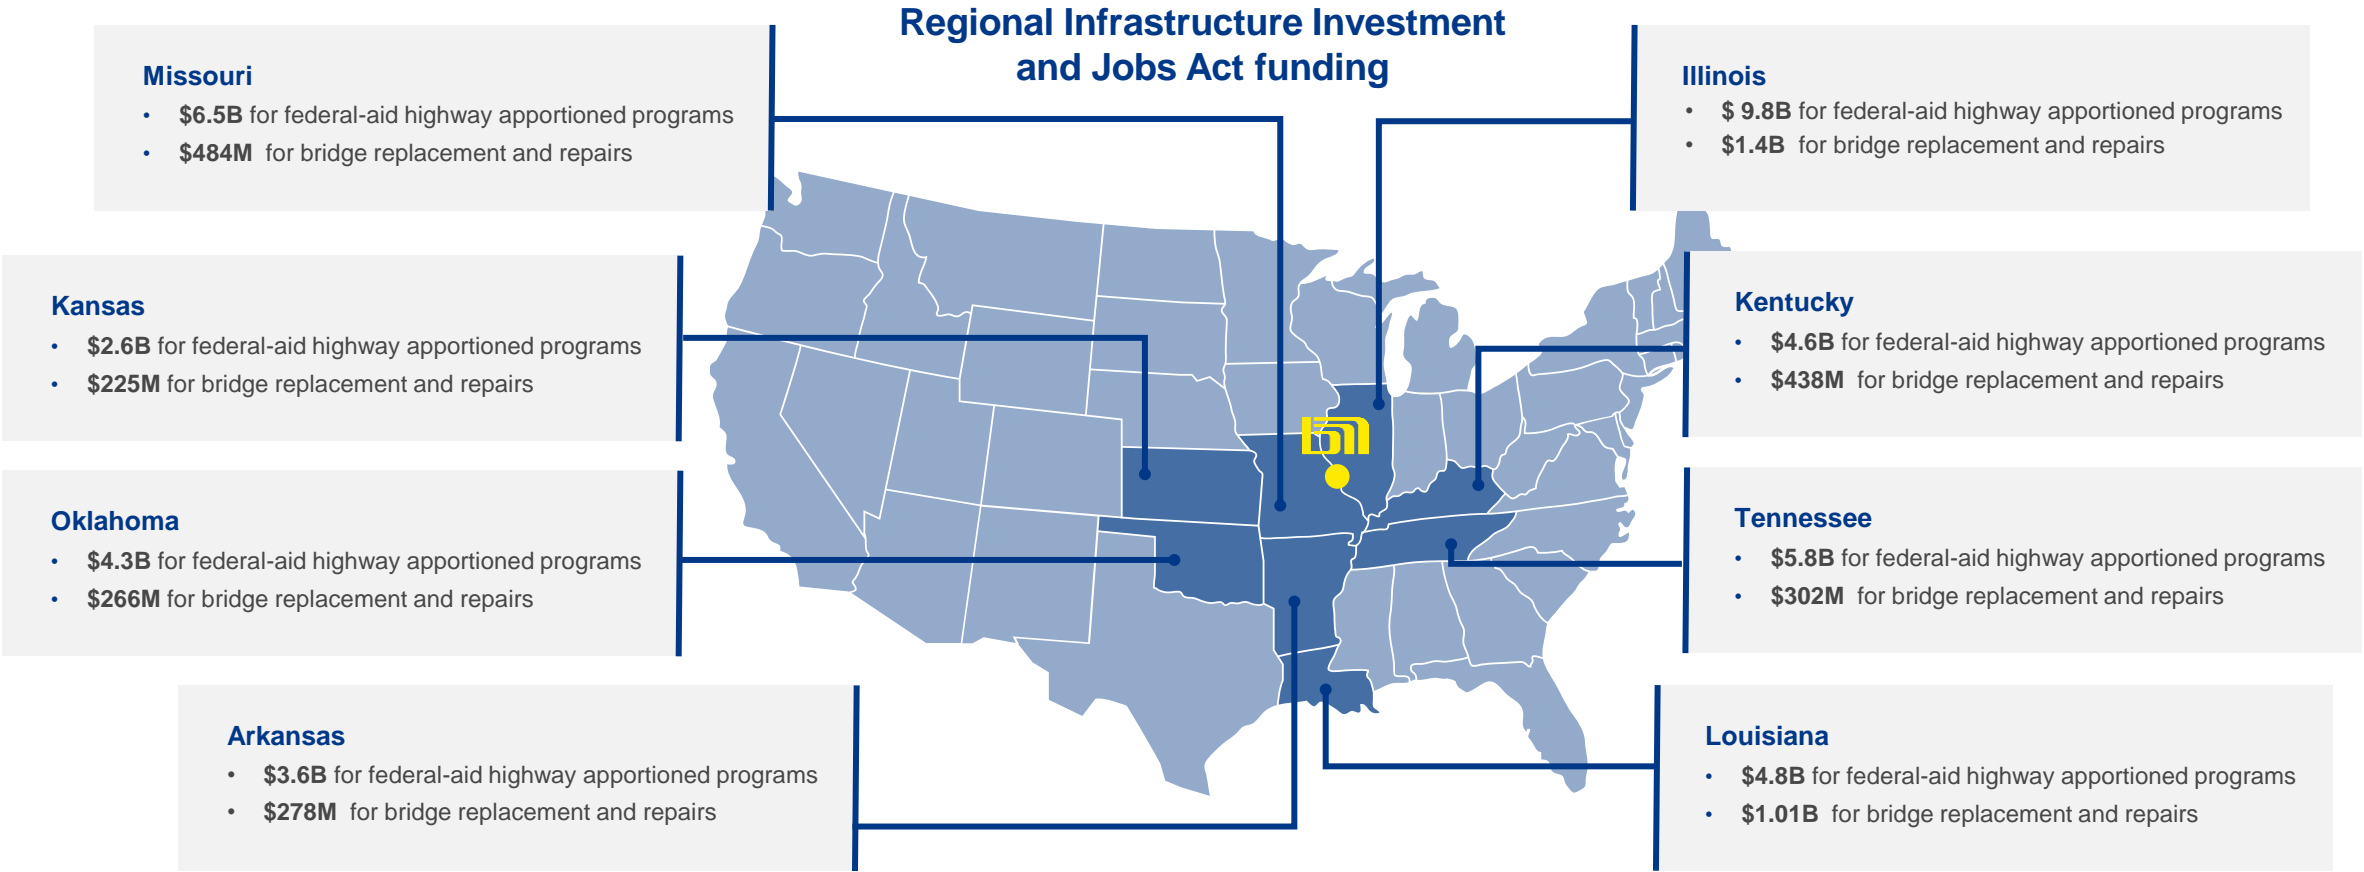 Regional Infrastructure Investment
and Jobs Act funding
Missouri
• $6.5B for federal-aid highway apportioned programs
• $484M for bridge replacement and repairs
Illinois
• $ 9.8B for federal-aid highway apportioned programs
• $1.4B for bridge replacement and repairs
Kansas
• $2.6B for federal-aid highway apportioned programs
• $225M for bridge replacement and repairs
Kentucky
• $4.6B for federal-aid highway apportioned programs
• $438M for bridge replacement and repairs
Oklahoma
• $4.3B for federal-aid highway apportioned programs
• $266M for bridge replacement and repairs
Tennessee
• $5.8B for federal-aid highway apportioned programs
• $302M for bridge replacement and repairs
Arkansas
• $3.6B for federal-aid highway apportioned programs
• $278M for bridge replacement and repairs
Louisiana
• $4.8B for federal-aid highway apportioned programs
• $1.01B for bridge replacement and repairs